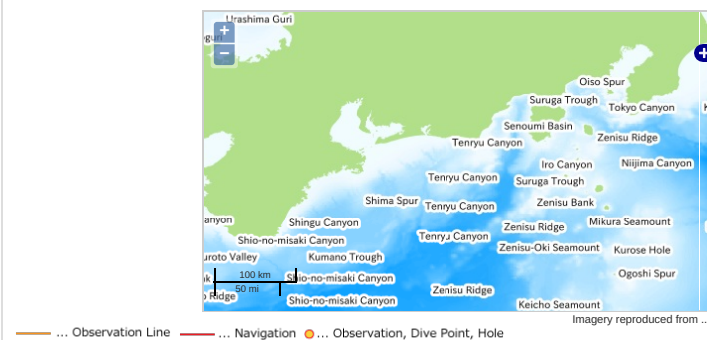 Urashima Guri
guri
+
−
+
Oiso Spur
Suruga Trough
Tokyo Canyon
K
Senoumi Basin
Zenisu Ridge
Tenryu Canyon
Iro Canyon
Niijima Canyon
Tenryu Canyon
Suruga Trough
Shima Spur
Tenryu Canyon
Zenisu Bank
anyon
Shingu Canyon
Mikura Seamount
Zenisu Ridge
Shio-no-misaki Canyon
Tenryu Canyon
Zenisu-Oki Seamount
Kurose Hole
uroto Valley
Kumano Trough
100 km
Shio-no-misaki Canyon
Ogoshi Spur
50 mi
Zenisu Ridge
o Ridge
Shio-no-misaki Canyon
Keicho Seamount
Imagery reproduced from ..
... Observation Line ... Navigation ... Observation, Dive Point, Hole